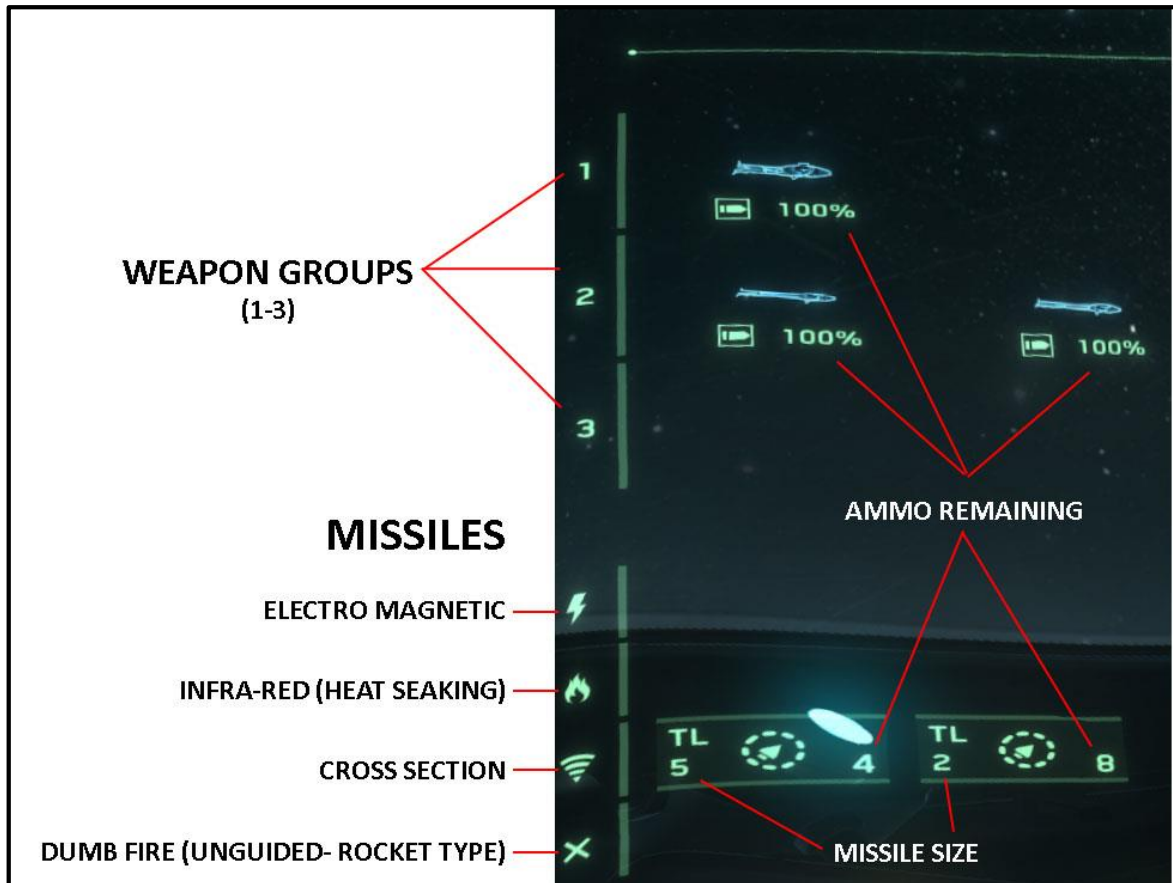 1
100%
WEAPON GROUPS
(1-3)
2
100%
100%
3
AMMO REMAINING
MISSILES
ELECTRO MAGNETIC
INFRA-RED (HEAT SEAKING)
TL
5
4
TL
2
8
CROSS SECTION
DUMB FIRE (UNGUIDED- ROCKET TYPE)
MISSILE SIZE